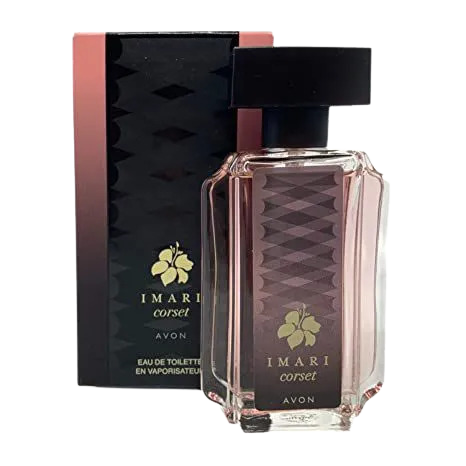 IMARI
corset
AVON
EAU DE TOILETTE
EN VAPORISATEUR
IMARI
corset
AVON